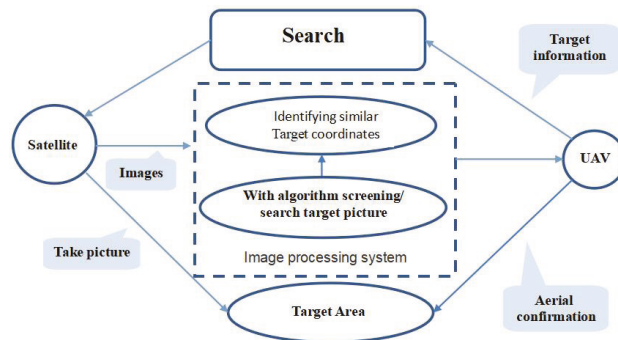 Search
Target
information
Identifying similar
Target coordinates
Satellite
UAV
Images
With algorithm screening/
search target picture
Take picture
Image processing system
Target Area
Aerial
confirmation